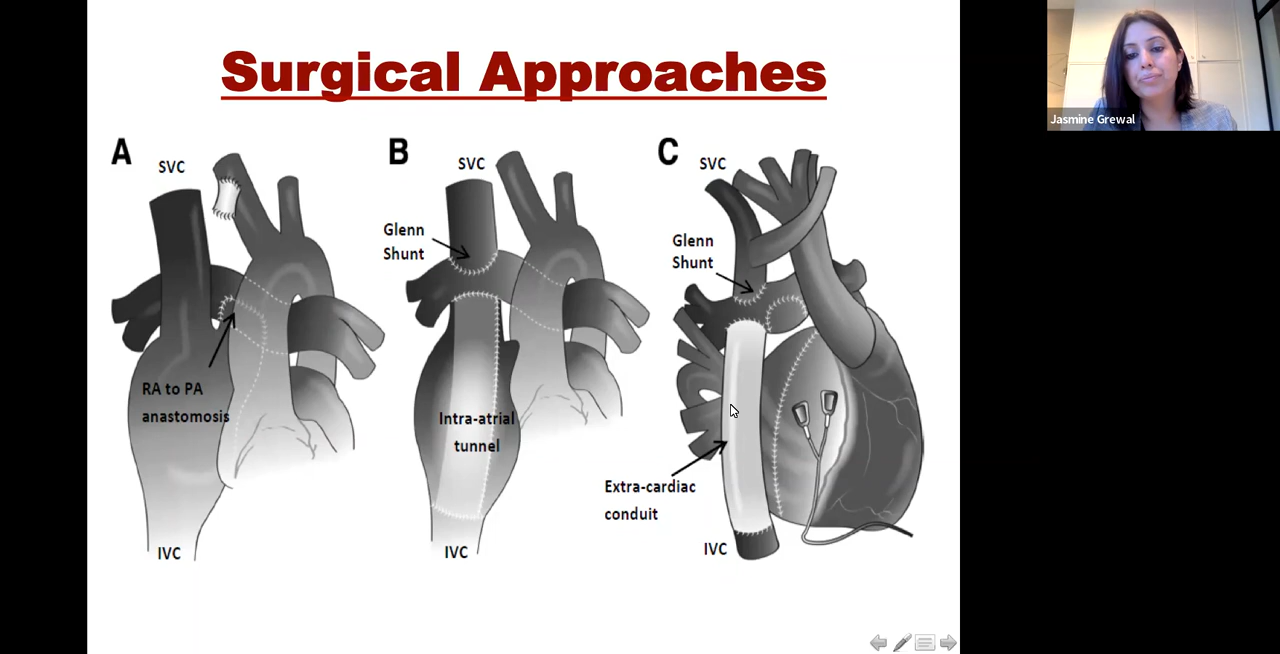 Surgical Approaches
A
SVC
RA to PA
anastomosis
IVC
B
SVC
Glenn
Shunt
Intra-atrial
tunnel
IVC
C
SVC
Glenn
Shunt
Extra-cardiac
conduit
IVC
Jasmine Grewal